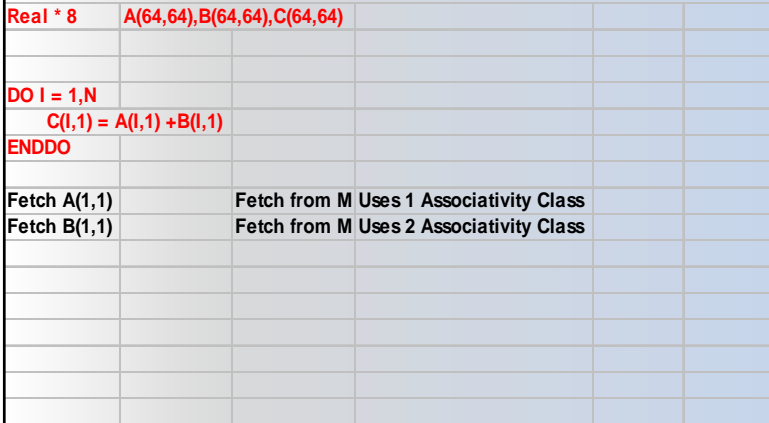 Real * 8 A(64,64),B(64,64),C(64,64)
DO I = 1,N
C(I,1) = A(I,1) +B(I,1)
ENDDO
Fetch A(1,1) Fetch from M Uses 1 Associativity Class
Fetch B(1,1) Fetch from M Uses 2 Associativity Class